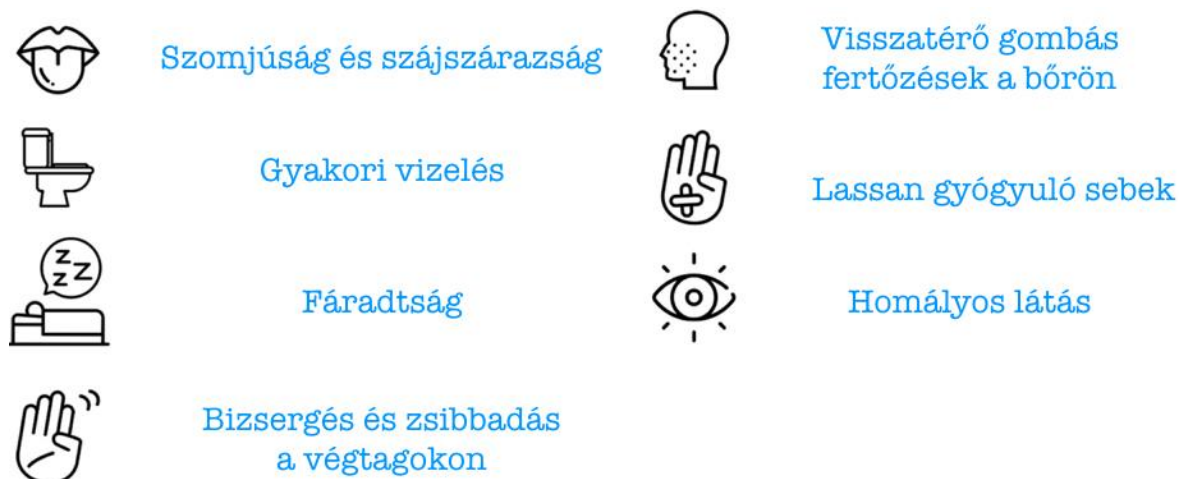 Szomjúság és szájszárazság
Gyakori vizelés
Fáradtság
Bizsergés és zsibbadás
a végtagokon
Visszatérő gombás
fertőzések a bőrön
Lassan gyógyuló sebek
Homályos látás
z
z Z